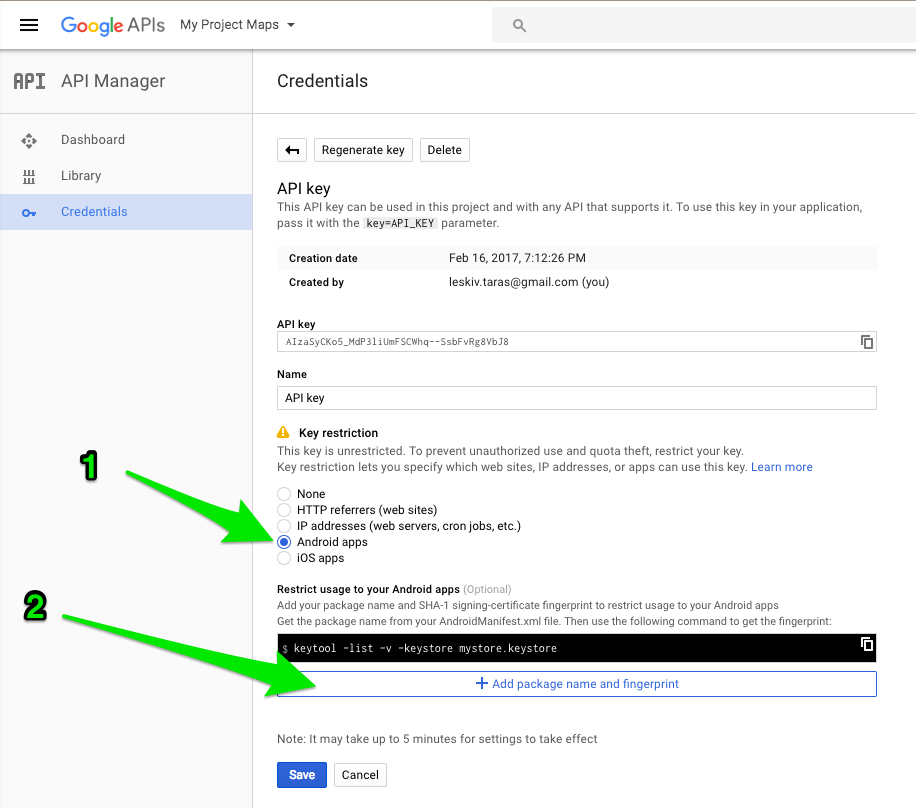 Google APIs My Project Maps
API API Manager
Credentials
Dashboard
Library
Credentials
Regenerate key Delete
API key
This API key can be used in this project and with any API that supports it. To use this key in your application,
pass it with the key=API_KEY parameter.
Creation date Feb 16, 2017, 7:12:26 PM
Created by leskiv.taras@gmail.com (you)
API key
AIzaSyCKo5_MdP3liUmFSCWhq--SsbFvRg8VbJ8
Name
API key
Key restriction
This key is unrestricted. To prevent unauthorized use and quota theft, restrict your key.
Key restriction lets you specify which web sites, IP addresses, or apps can use this key. Learn more
1
None
HTTP referrers (web sites)
IP addresses (web servers, cron jobs, etc.)
Android apps
iOS apps
2
Restrict usage to your Android apps (Optional)
Add your package name and SHA-1 signing-certificate fingerprint to restrict usage to your Android apps
Get the package name from your AndroidManifest.xml file. Then use the following command to get the fingerprint:
$ keytool -list -v -keystore mystore.keystore
+ Add package name and fingerprint
Note: It may take up to 5 minutes for settings to take effect
Save Cancel